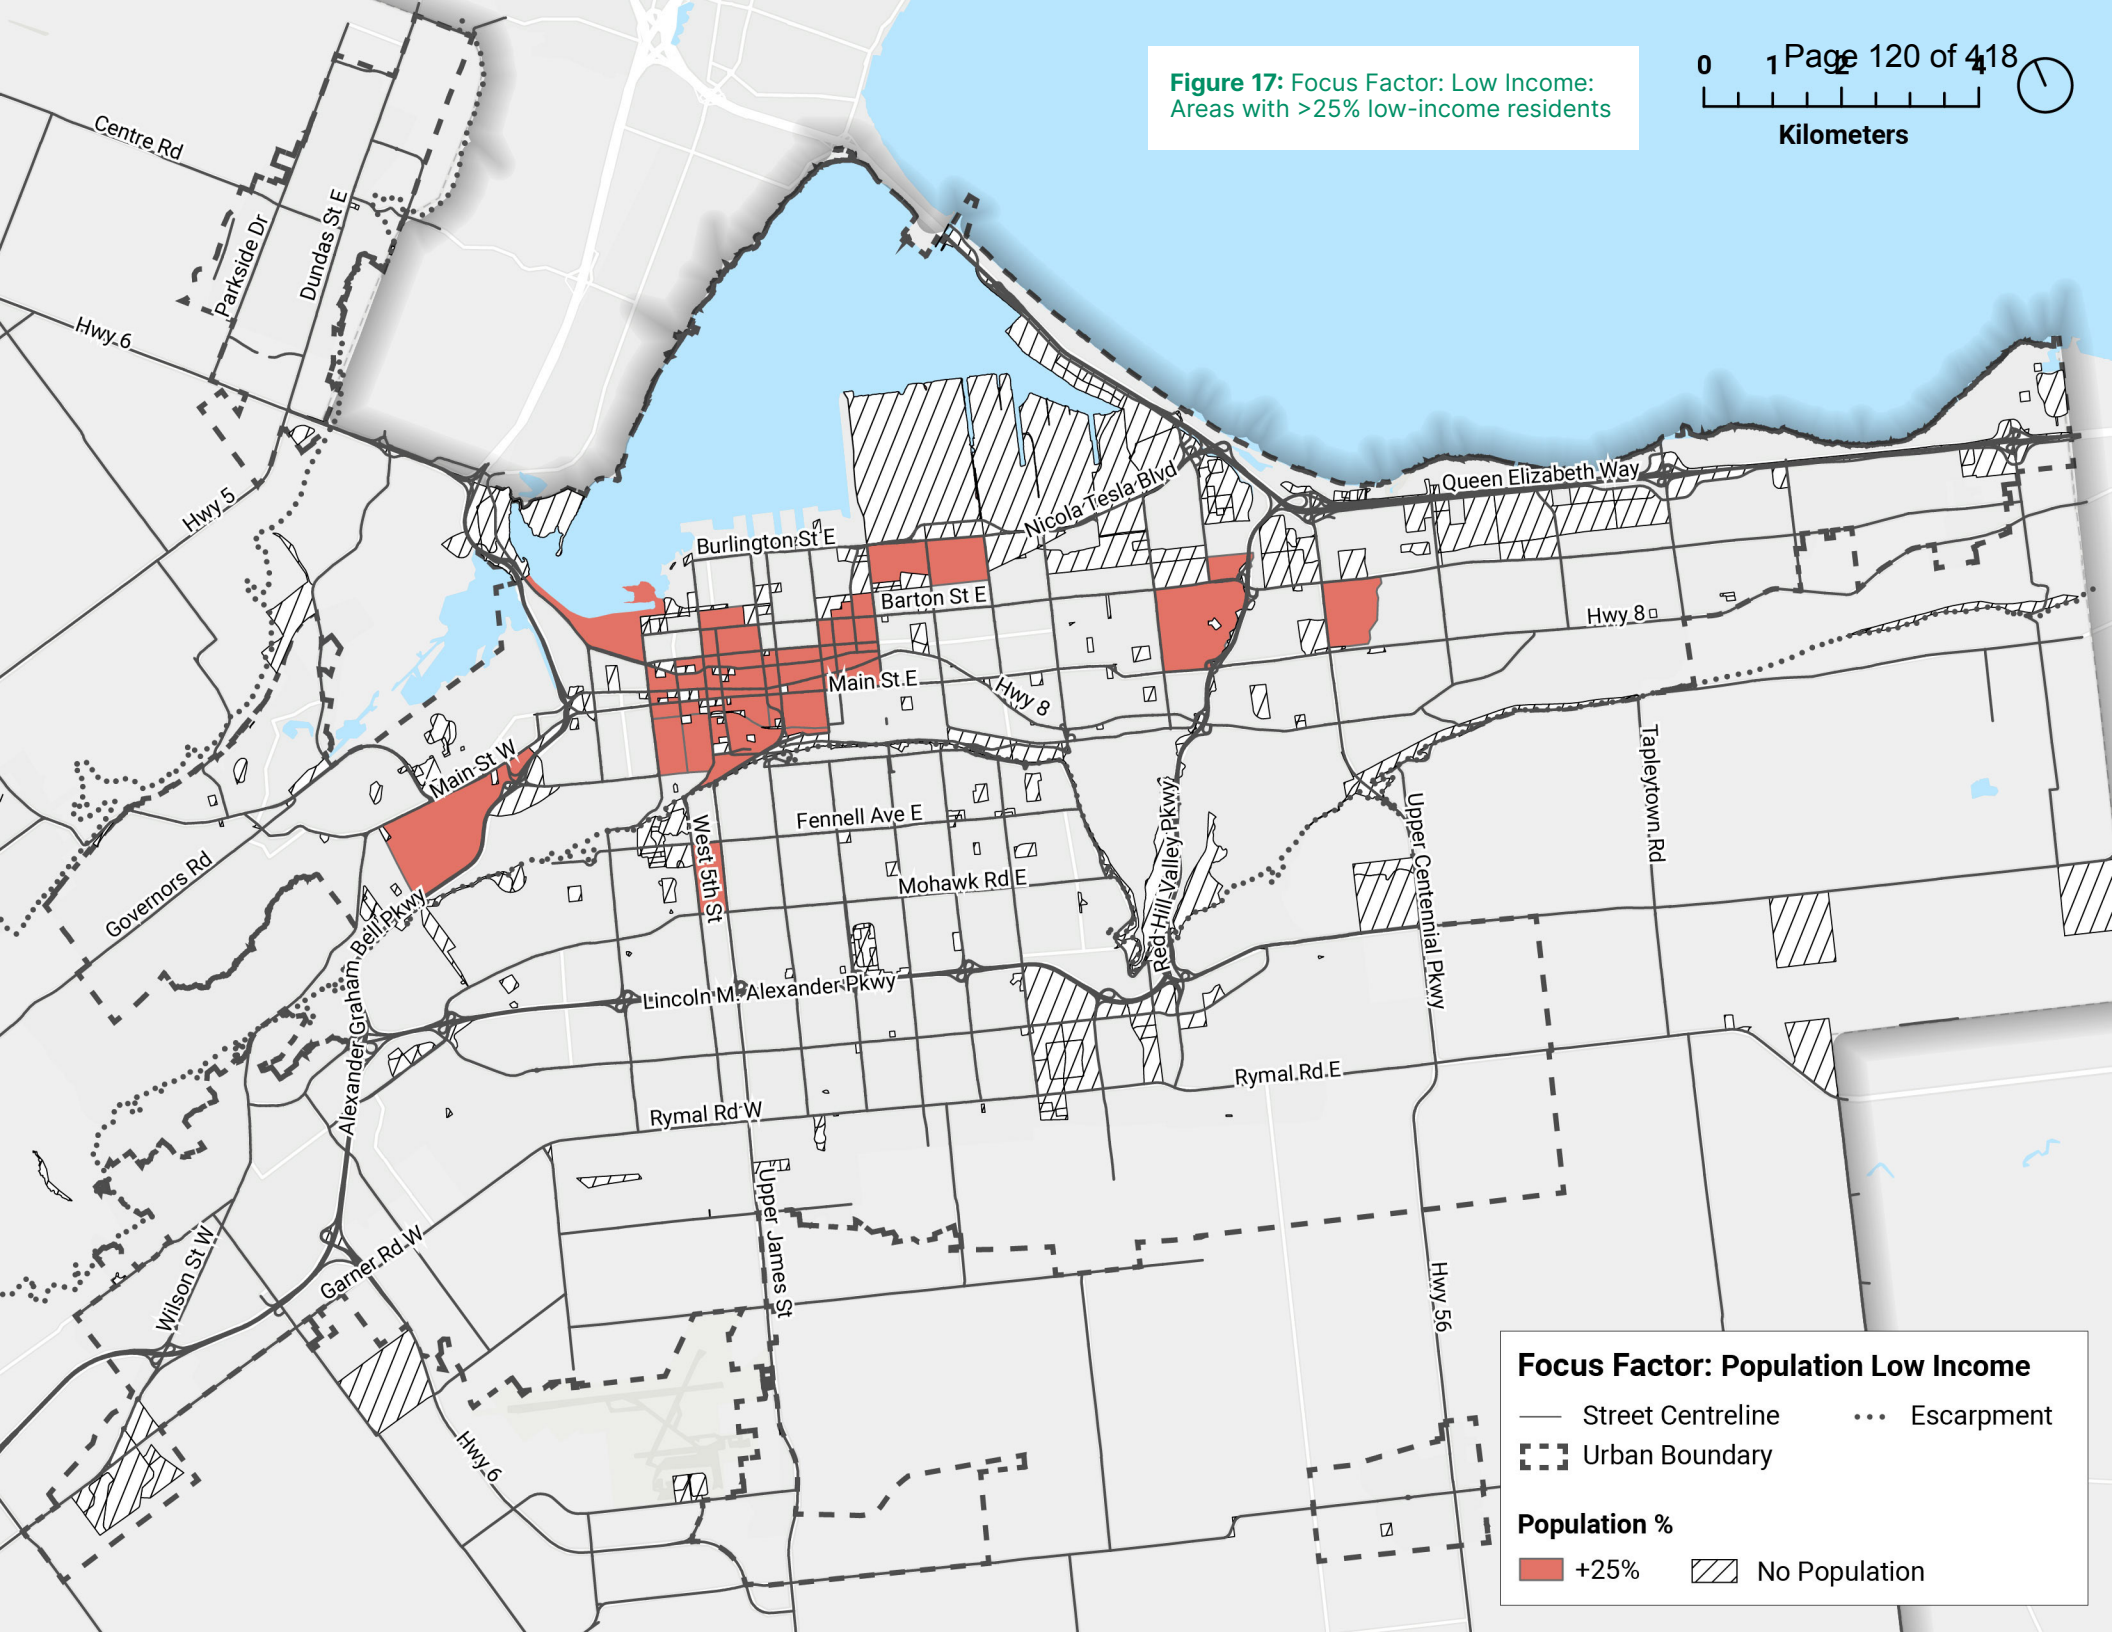 Figure 17: Focus Factor: Low Income:
Areas with >25% low-income residents
Page 120 of 418
0 1 2 4
Kilometers
Centre Rd
Parkside Dr
Dundas St E
Hwy 6
Hwy 5
Queen Elizabeth Way
Nicola Tesla Blvd
Burlington St E
Barton St E
Hwy 8
Main St E
Hwy 8
Main St W
Tapleytown Rd
Fennell Ave E
West 5th St
Mohawk Rd E
Red Hill Valley Pkwy
Upper Centennial Pkwy
Governors Rd
Alexander Graham Bell Pkwy
Lincoln M. Alexander Pkwy
Rymal Rd E
Rymal Rd W
Upper James St
Wilson St W
Garner Rd W
Hwy 56
Hwy 6
Focus Factor: Population Low Income
Street Centreline Escarpment
Urban Boundary
Population %
+25% No Population